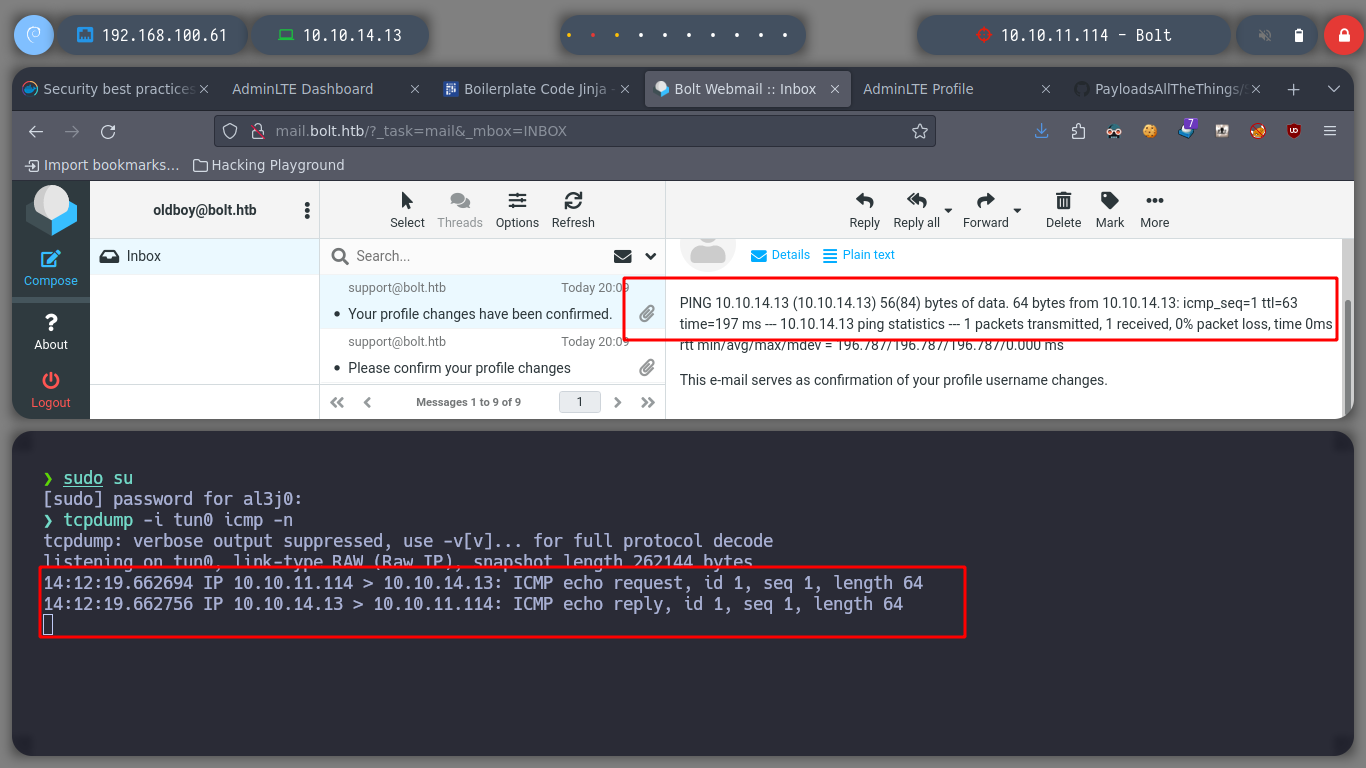 192.168.100.61
10.10.14.13
10.10.11.114 - Bolt
Security best practices
AdminLTE Dashboard
Boilerplate Code Jinja -
Bolt Webmail :: Inbox
AdminLTE Profile
PayloadsAllTheThings/
mail.bolt.htb/?_task=mail&_mbox=INBOX
7
Import bookmarks...
Hacking Playground
oldboy@bolt.htb
Select
Threads
Options
Refresh
Reply
Reply all
Forward
Delete
Mark
More
Compose
About
Logout
Inbox
Search...
support@bolt.htb
Today 20:09
• Your profile changes have been confirmed.
support@bolt.htb
Today 20:09
• Please confirm your profile changes
Messages 1 to 9 of 9
1
Details
Plain text
PING 10.10.14.13 (10.10.14.13) 56(84) bytes of data. 64 bytes from 10.10.14.13: icmp_seq=1 ttl=63
time=197 ms --- 10.10.14.13 ping statistics --- 1 packets transmitted, 1 received, 0% packet loss, time 0ms
rtt min/avg/max/mdev = 196.787/196.787/196.787/0.000 ms
This e-mail serves as confirmation of your profile username changes.
❯ sudo su
[sudo] password for al3j0:
❯ tcpdump -i tun0 icmp -n
tcpdump: verbose output suppressed, use -v[v]... for full protocol decode
listening on tun0, link-type RAW (Raw IP), snapshot length 262144 bytes
14:12:19.662694 IP 10.10.11.114 > 10.10.14.13: ICMP echo request, id 1, seq 1, length 64
14:12:19.662756 IP 10.10.14.13 > 10.10.11.114: ICMP echo reply, id 1, seq 1, length 64